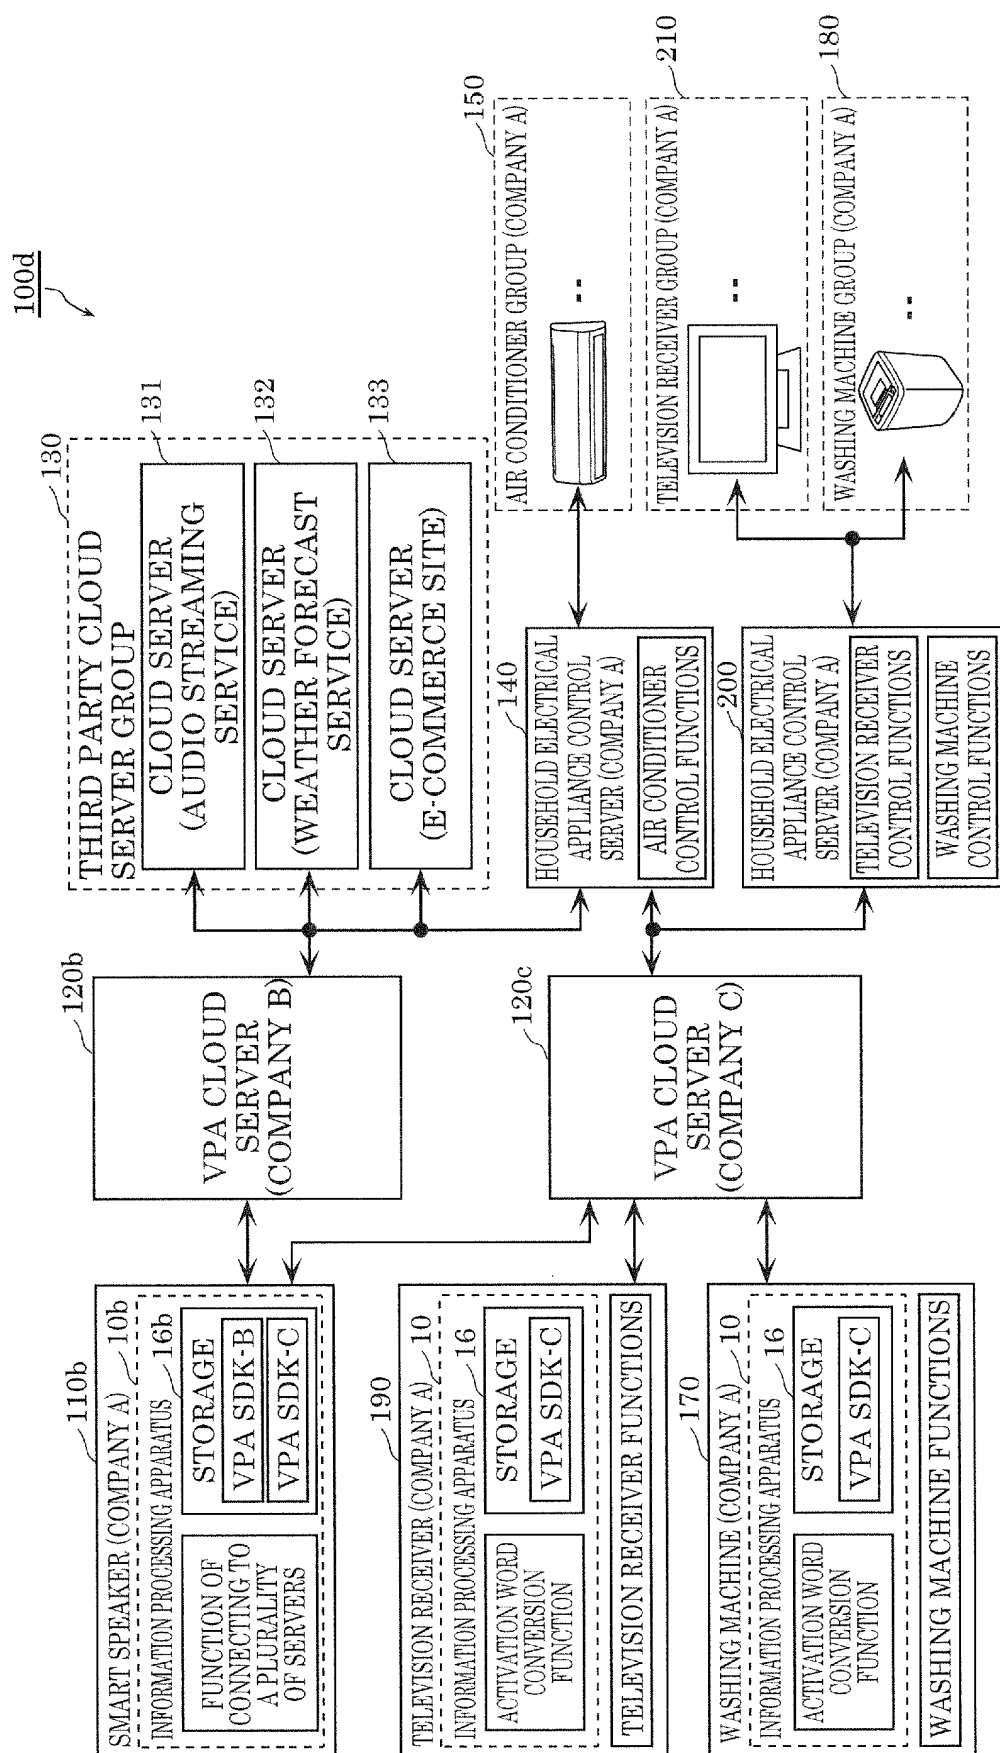 100d
110b
SMART SPEAKER (COMPANY A)
10b
INFORMATION PROCESSING APPARATUS
16b
FUNCTION OF
CONNECTING TO
A PLURALITY
OF SERVERS
STORAGE
VPA SDK-B
VPA SDK-C
190
TELEVISION RECEIVER (COMPANY A)
10
INFORMATION PROCESSING APPARATUS
16
ACTIVATION WORD
CONVERSION
FUNCTION
STORAGE
VPA SDK-C
TELEVISION RECEIVER FUNCTIONS
170
WASHING MACHINE (COMPANY A)
10
INFORMATION PROCESSING APPARATUS
16
ACTIVATION WORD
CONVERSION
FUNCTION
STORAGE
VPA SDK-C
WASHING MACHINE FUNCTIONS
120b
VPA CLOUD
SERVER
(COMPANY B)
120c
VPA CLOUD
SERVER
(COMPANY C)
130
THIRD PARTY CLOUD
SERVER GROUP
131
CLOUD SERVER
(AUDIO STREAMING
SERVICE)
132
CLOUD SERVER
(WEATHER FORECAST
SERVICE)
133
CLOUD SERVER
(E-COMMERCE SITE)
140
HOUSEHOLD ELECTRICAL
APPLIANCE CONTROL
SERVER (COMPANY A)
AIR CONDITIONER
CONTROL FUNCTIONS
200
HOUSEHOLD ELECTRICAL
APPLIANCE CONTROL
SERVER (COMPANY A)
TELEVISION RECEIVER
CONTROL FUNCTIONS
WASHING MACHINE
CONTROL FUNCTIONS
150
AIR CONDITIONER GROUP (COMPANY A)
210
TELEVISION RECEIVER GROUP (COMPANY A)
180
WASHING MACHINE GROUP (COMPANY A)